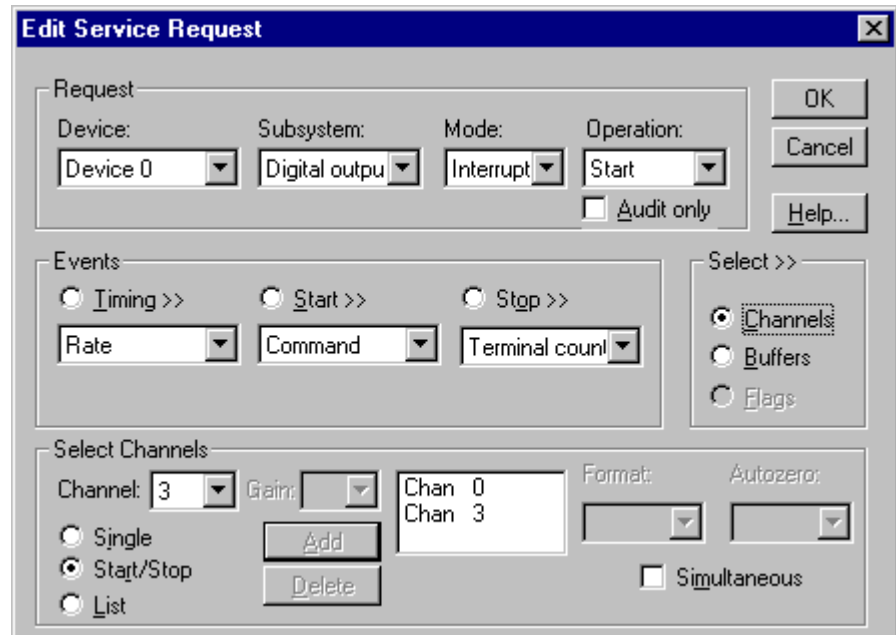 Edit Service Request
Request
OK
Device: Subsystem: Mode: Operation:
Cancel
Device 0 Digital outpu Interrupt Start
Audit only
Help...
Events
Select >>
Timing >> Start >> Stop >>
Channels
Rate Command Terminal count
Buffers
Flags
Select Channels
Channel: 3 Gain: Chan 0 Format: Autozero:
Chan 3
Single
Add
Start/Stop
Delete
Simultaneous
List